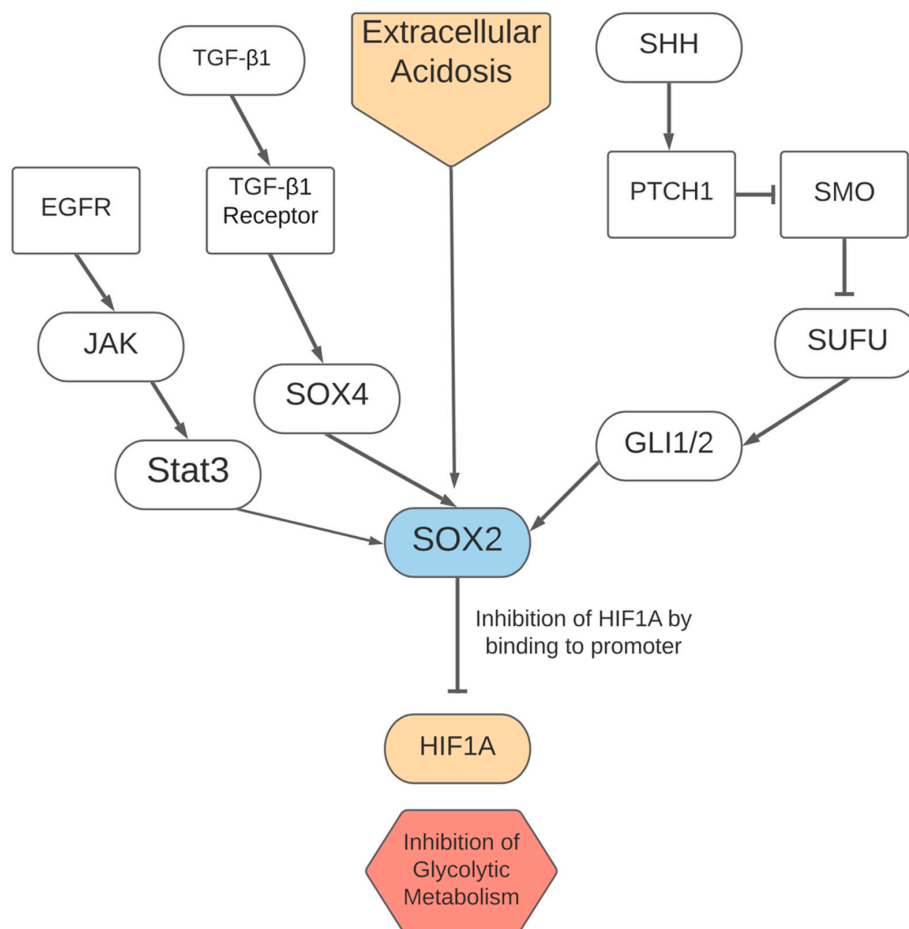 TGF-β1
Extracellular
Acidosis
SHH
EGFR
TGF-β1
Receptor
PTCH1
SMO
JAK
SOX4
SUFU
Stat3
GLI1/2
SOX2
Inhibition of HIF1A by
binding to promoter
HIF1A
Inhibition of
Glycolytic
Metabolism